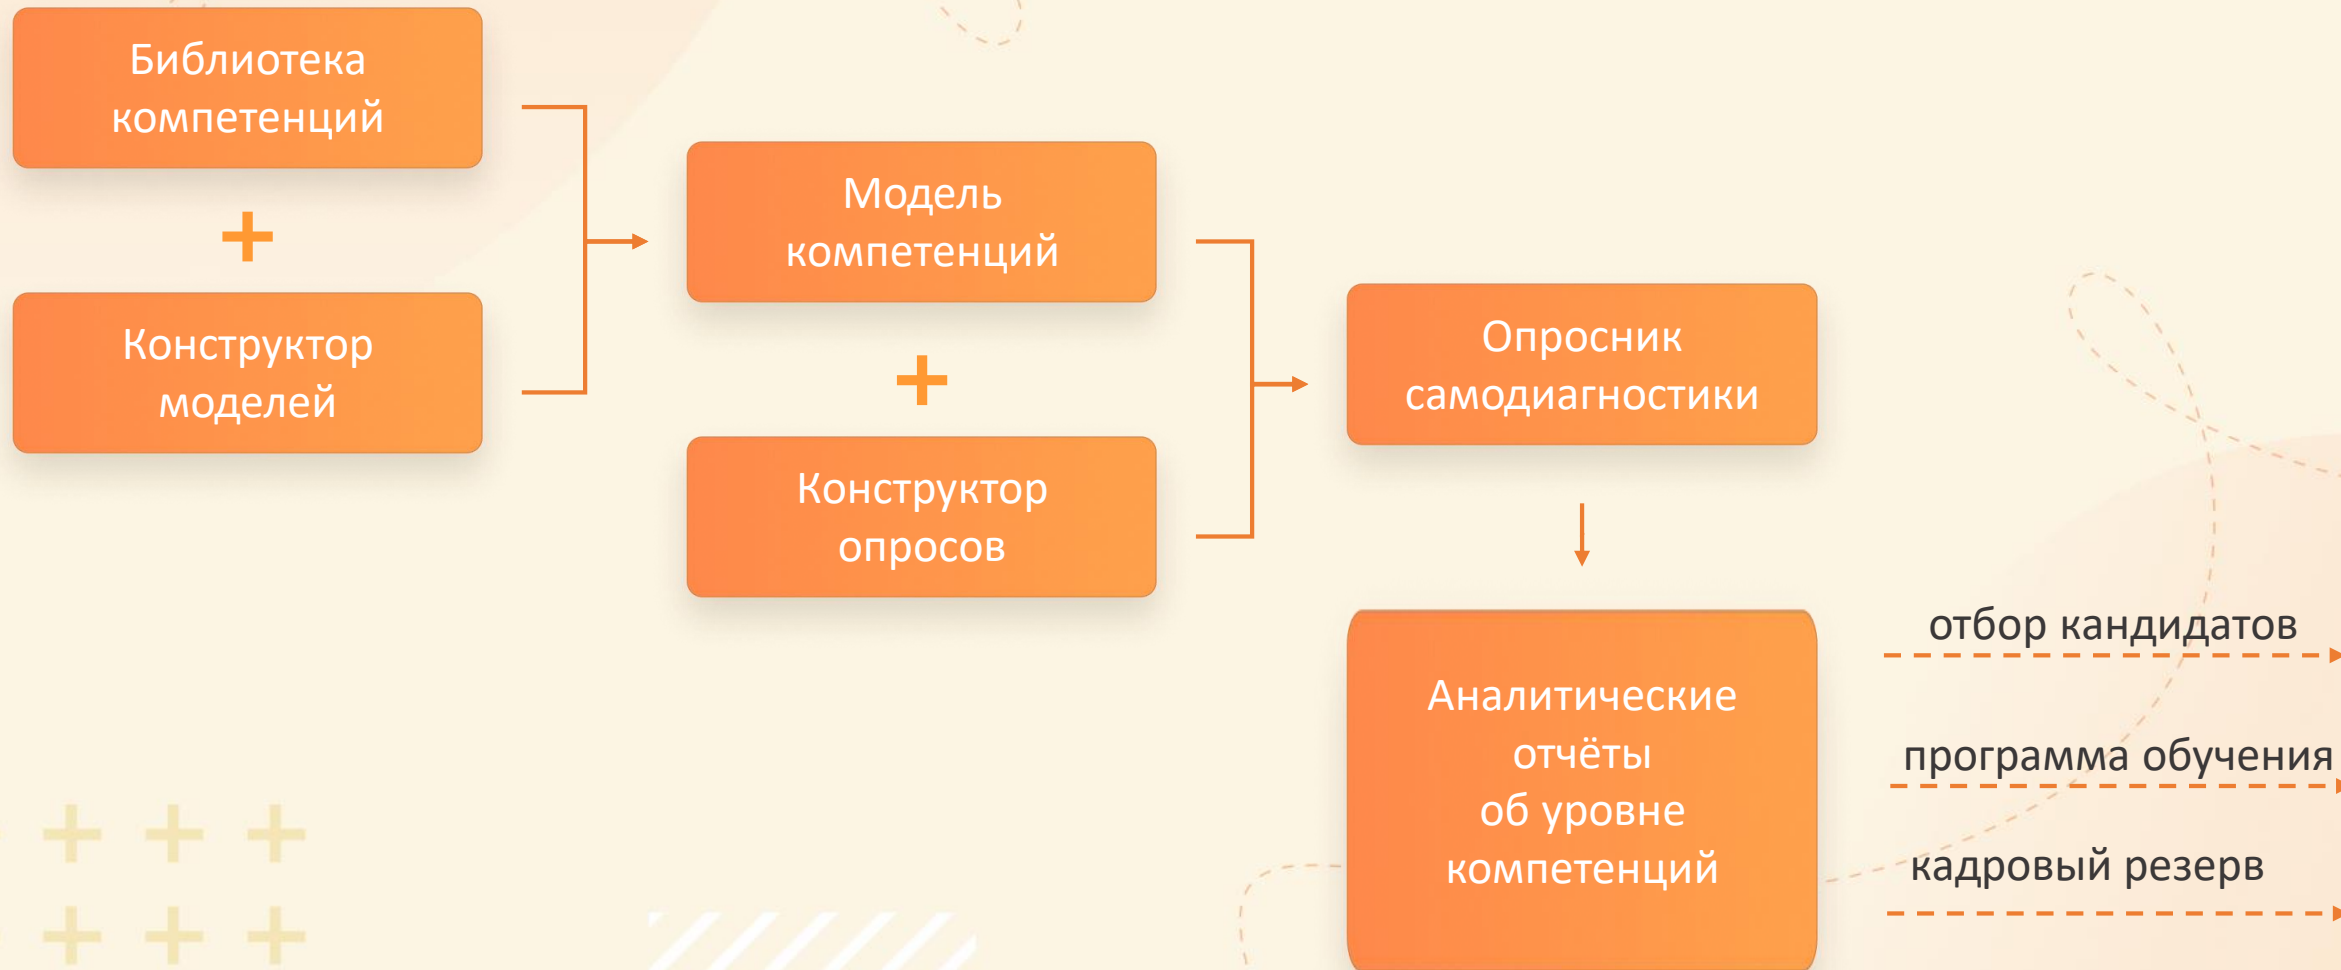 Библиотека
компетенций
+
Конструктор
моделей
Модель
компетенций
+
Конструктор
опросов
Опросник
самодиагностики
Аналитические
отчёты
об уровне
компетенций
отбор кандидатов
программа обучения
кадровый резерв